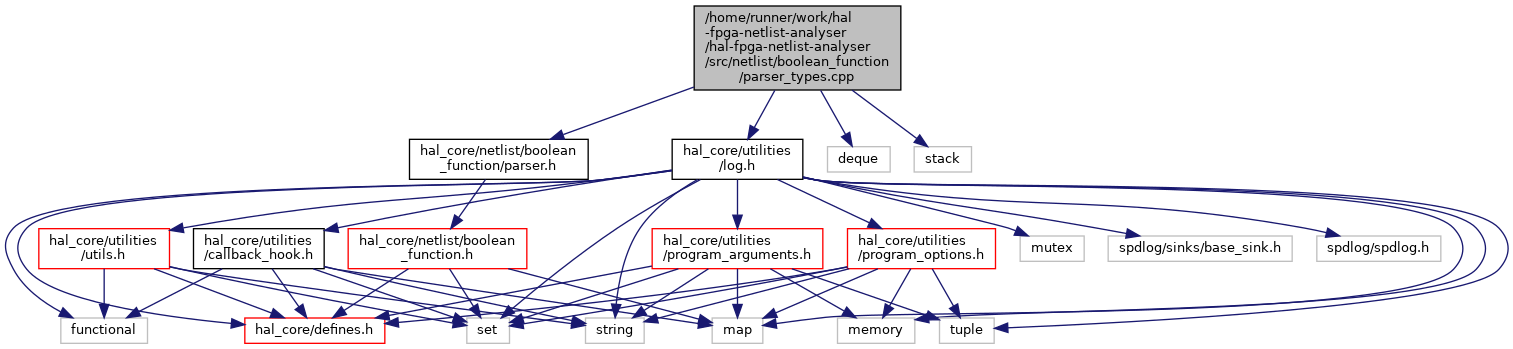 /home/runner/work/hal
-fpga-netlist-analyser
/hal-fpga-netlist-analyser
/src/netlist/boolean_function
/parser_types.cpp
hal_core/netlist/boolean
_function/parser.h
hal_core/utilities
/log.h
deque
stack
hal_core/utilities
/utils.h
hal_core/utilities
/callback_hook.h
hal_core/netlist/boolean
_function.h
hal_core/utilities
/program_arguments.h
hal_core/utilities
/program_options.h
mutex
spdlog/sinks/base_sink.h
spdlog/spdlog.h
functional
hal_core/defines.h
set
string
map
memory
tuple